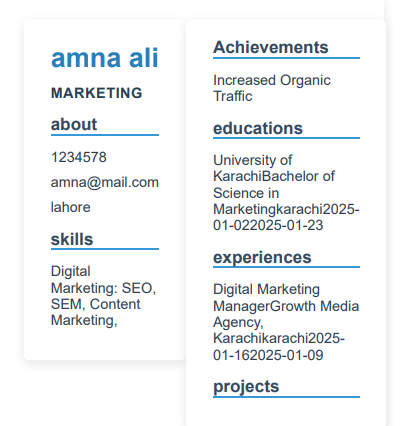 amna ali
MARKETING
about
1234578
amna@mail.com
lahore
skills
Digital
Marketing: SEO,
SEM, Content
Marketing,
Achievements
Increased Organic
Traffic
educations
University of
KarachiBachelor of
Science in
Marketingkarachi2025-
01-022025-01-23
experiences
Digital Marketing
ManagerGrowth Media
Agency,
Karachikarachi2025-
01-162025-01-09
projects